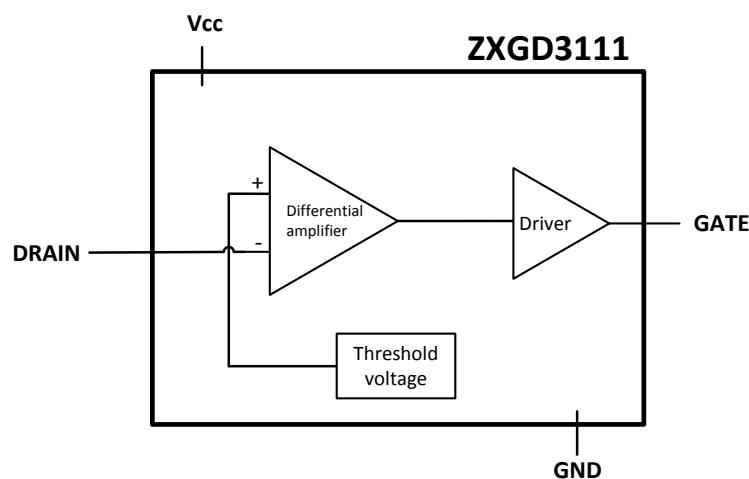 Vcc
ZXGD3111
+
Differential
amplifier
Driver
GATE
-
DRAIN
Threshold
voltage
GND